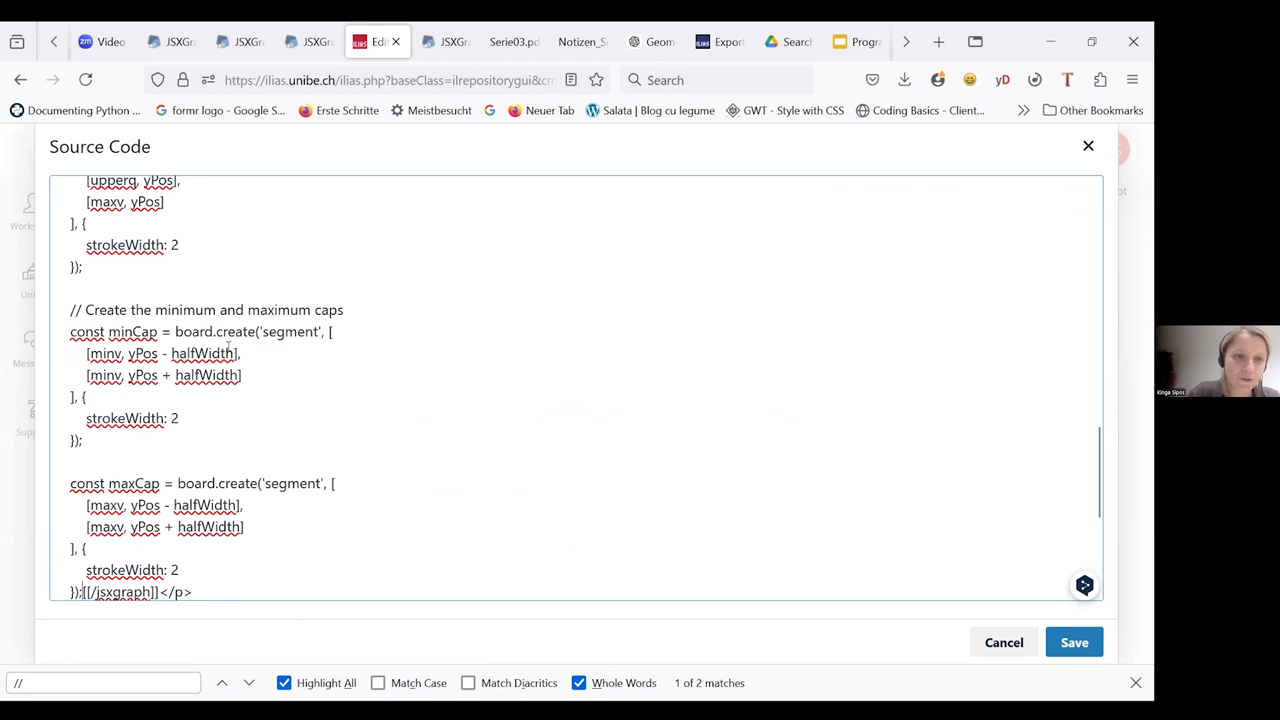 Video
JSXGr
JSXGr
JSXGr
Edi
JSXGr
Serie03.pd
Notizen_S
Geom
Export
Search
Progra
https://ilias.unibe.ch/ilias.php?baseClass=ilrepositorygui&cm
Search
Documenting Python ...
formr logo - Google S...
Erste Schritte
Meistbesucht
Neuer Tab
Salata | Blog cu legume
GWT - Style with CSS
Coding Basics - Client...
Other Bookmarks
Source Code
[upperq, yPos],
[maxv, yPos]
], {
strokeWidth: 2
});
// Create the minimum and maximum caps
const minCap = board.create('segment', [
[minv, yPos - halfWidth],
[minv, yPos + halfWidth]
], {
strokeWidth: 2
});
const maxCap = board.create('segment', [
[maxv, yPos - halfWidth],
[maxv, yPos + halfWidth]
], {
strokeWidth: 2
});[[/jsxgraph]]</p>
Cancel
Save
//
Highlight All
Match Case
Match Diacritics
Whole Words
1 of 2 matches
Kinga Sipos